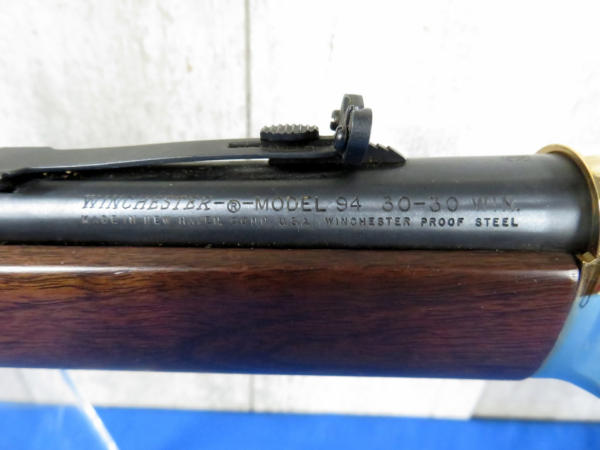 WINCHESTER-®-MODEL 94 30-30 WIN.
MADE IN NEW HAVEN, CONN. U.S.A. WINCHESTER PROOF STEEL